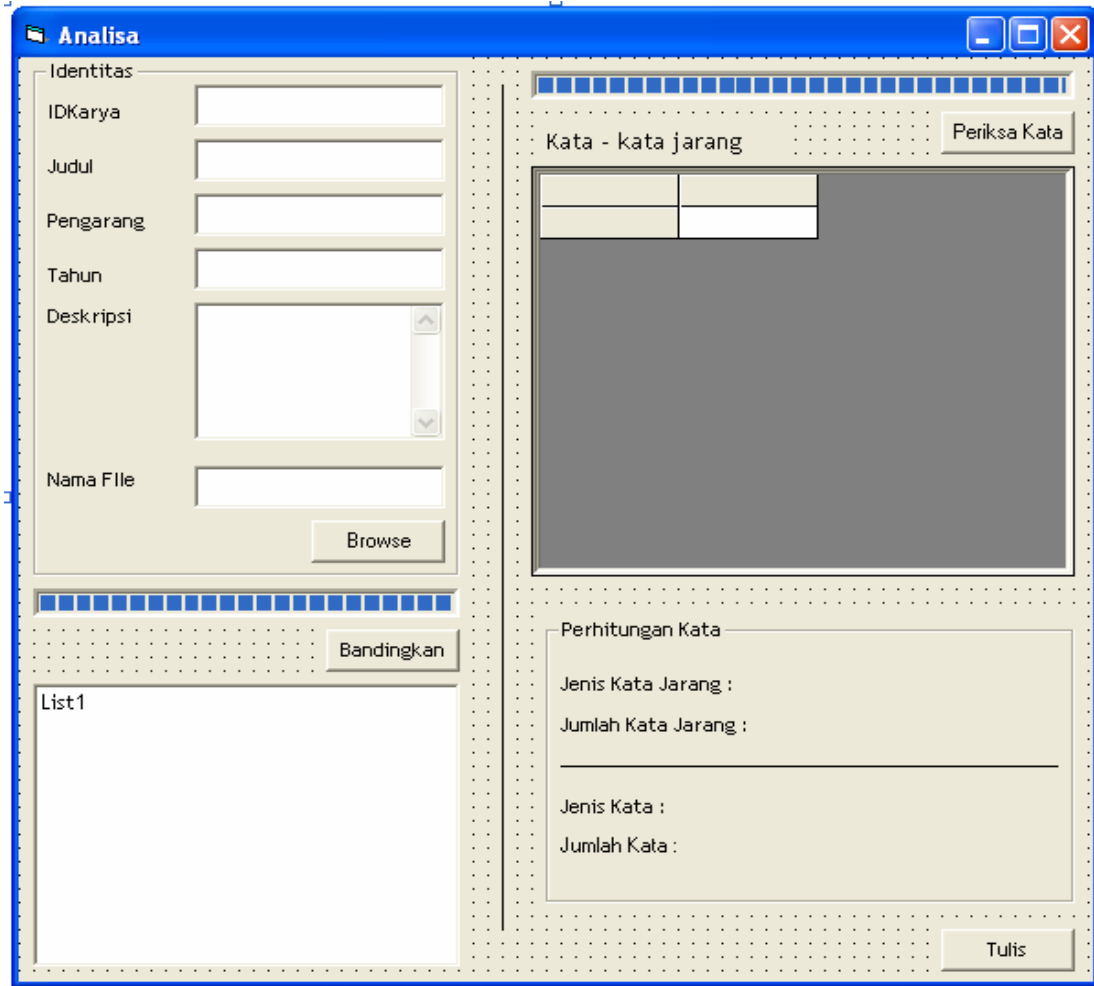 Analisa
Identitas
IDKarya
Judul
Pengarang
Tahun
Deskripsi
Nama FIle
Browse
Bandingkan
List1
Periksa Kata
Kata - kata jarang
Perhitungan Kata
Jenis Kata Jarang :
Jumlah Kata Jarang :
Jenis Kata :
Jumlah Kata :
Tulis